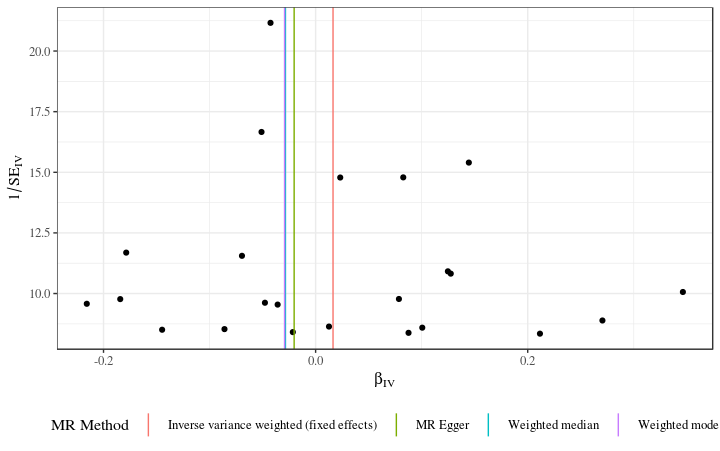 1/SE_IV
20.0
17.5
15.0
12.5
10.0
-0.2 0.0 0.2
β_IV
MR Method Inverse variance weighted (fixed effects) MR Egger Weighted median Weighted mode